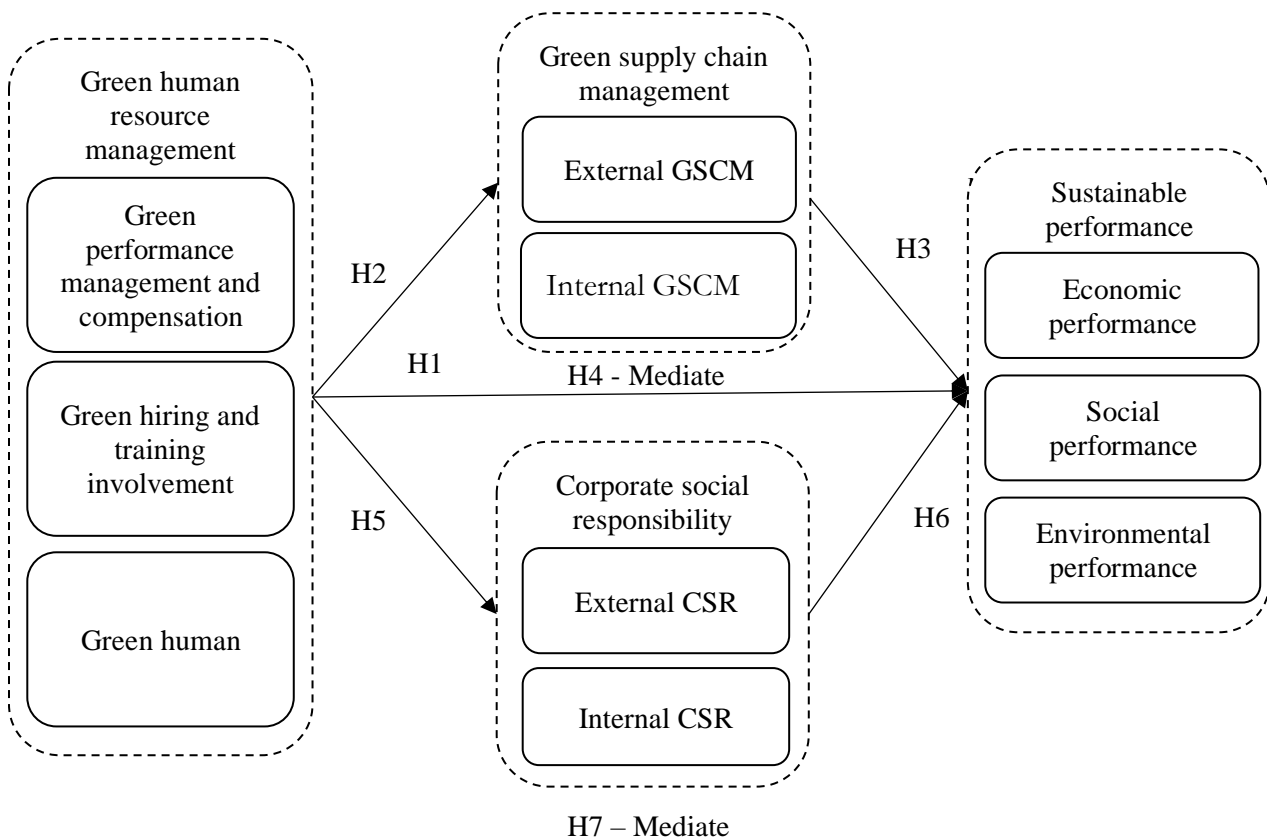 Green human
resource
management
Green
performance
management and
compensation
Green hiring and
training
involvement
Green human
H2
H1
H5
Green supply chain
management
External GSCM
Internal GSCM
H4 - Mediate
Corporate social
responsibility
External CSR
Internal CSR
H7 – Mediate
H3
H6
Sustainable
performance
Economic
performance
Social
performance
Environmental
performance